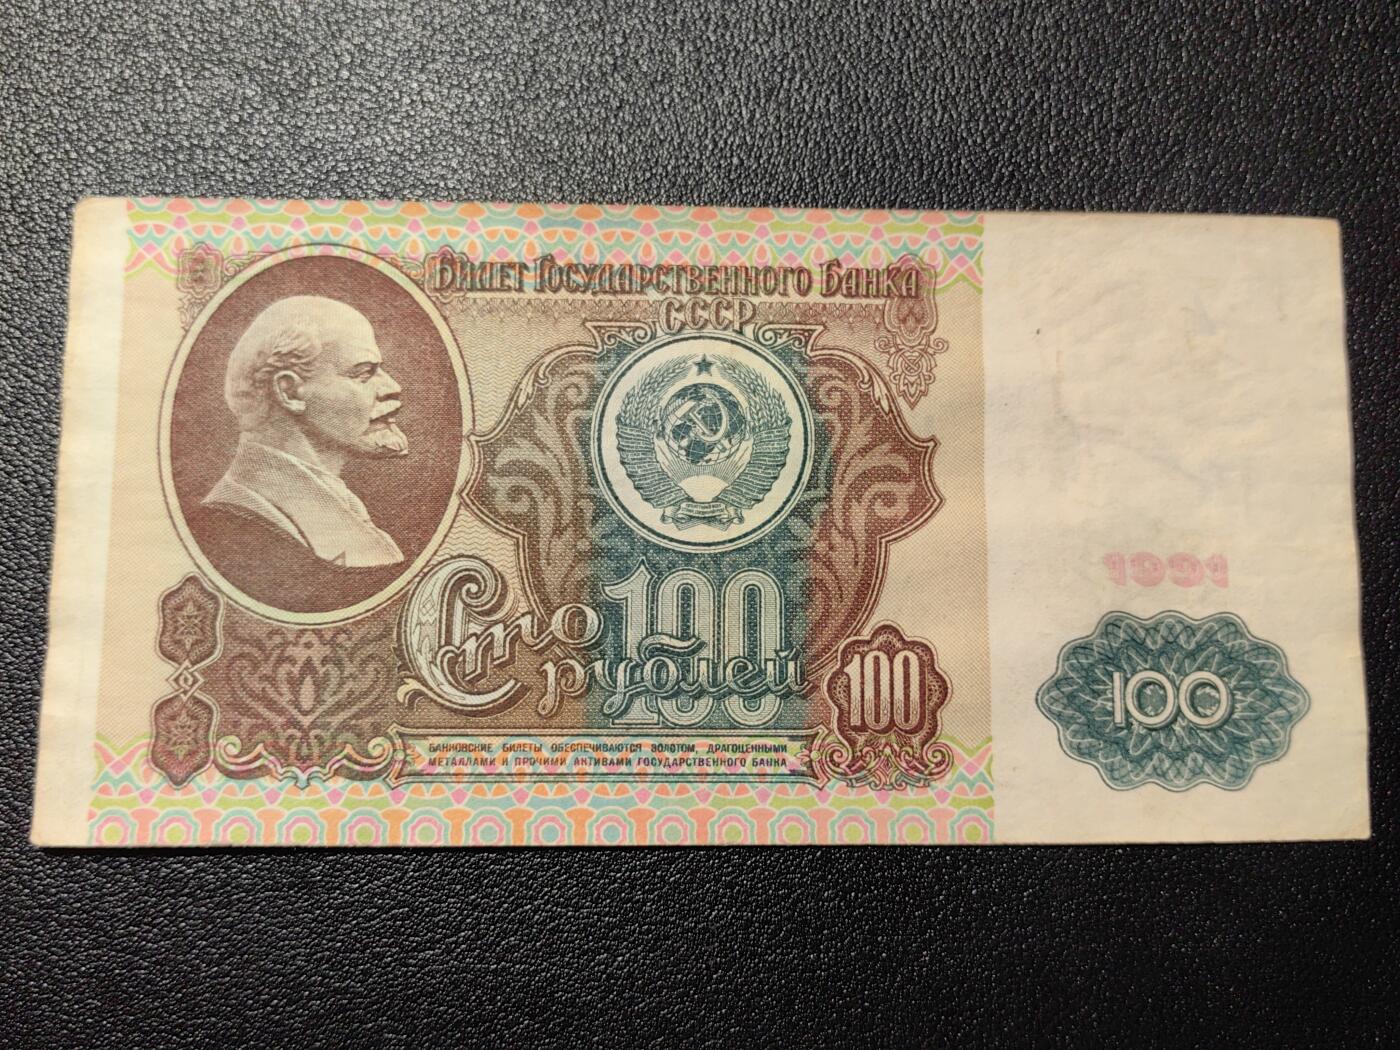 Билет Государственного Банка
СССР
100
Сто
рублей
100
100
100
1991
БАНКОВСКИЕ БИЛЕТЫ ОБЕСПЕЧИВАЮТСЯ ЗОЛОТОМ, ДРАГОЦЕННЫМИ
МЕТАЛЛАМИ И ПРОЧИМИ АКТИВАМИ ГОСУДАРСТВЕННОГО БАНКА